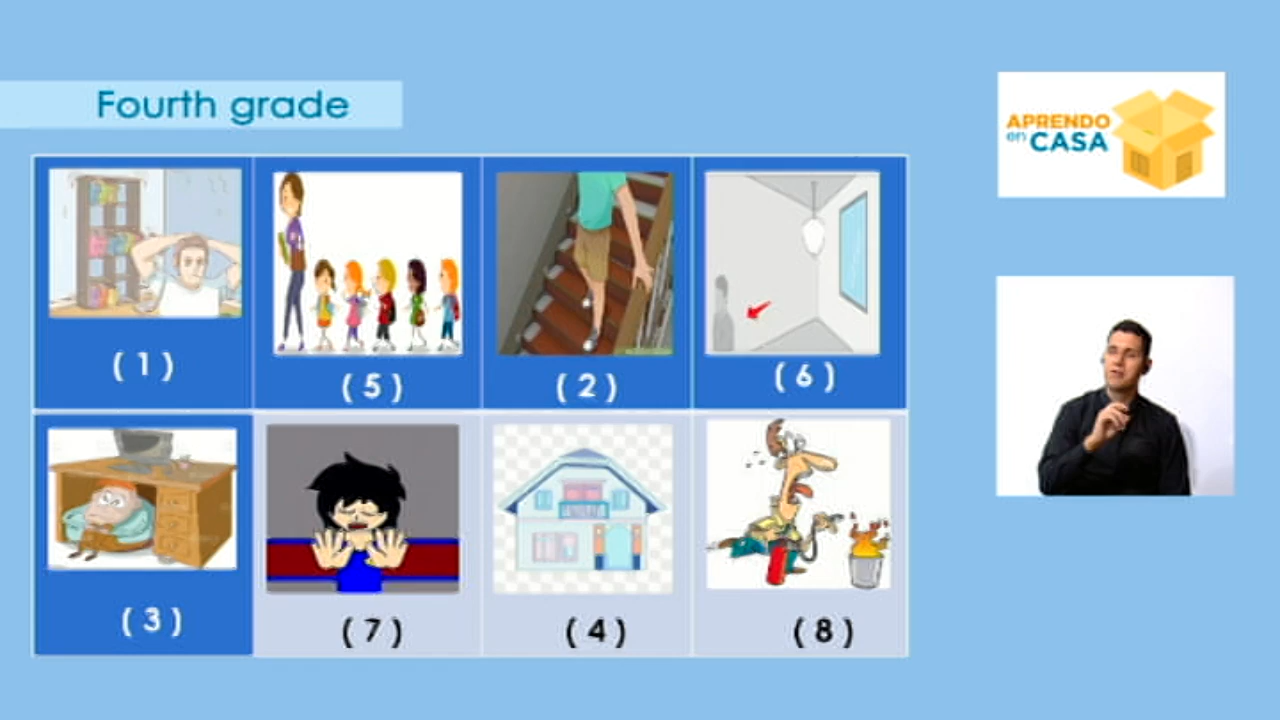 Fourth grade
APRENDO
en CASA
( 1 )
( 5 )
( 2 )
( 6 )
( 3 )
( 7 )
( 4 )
( 8 )